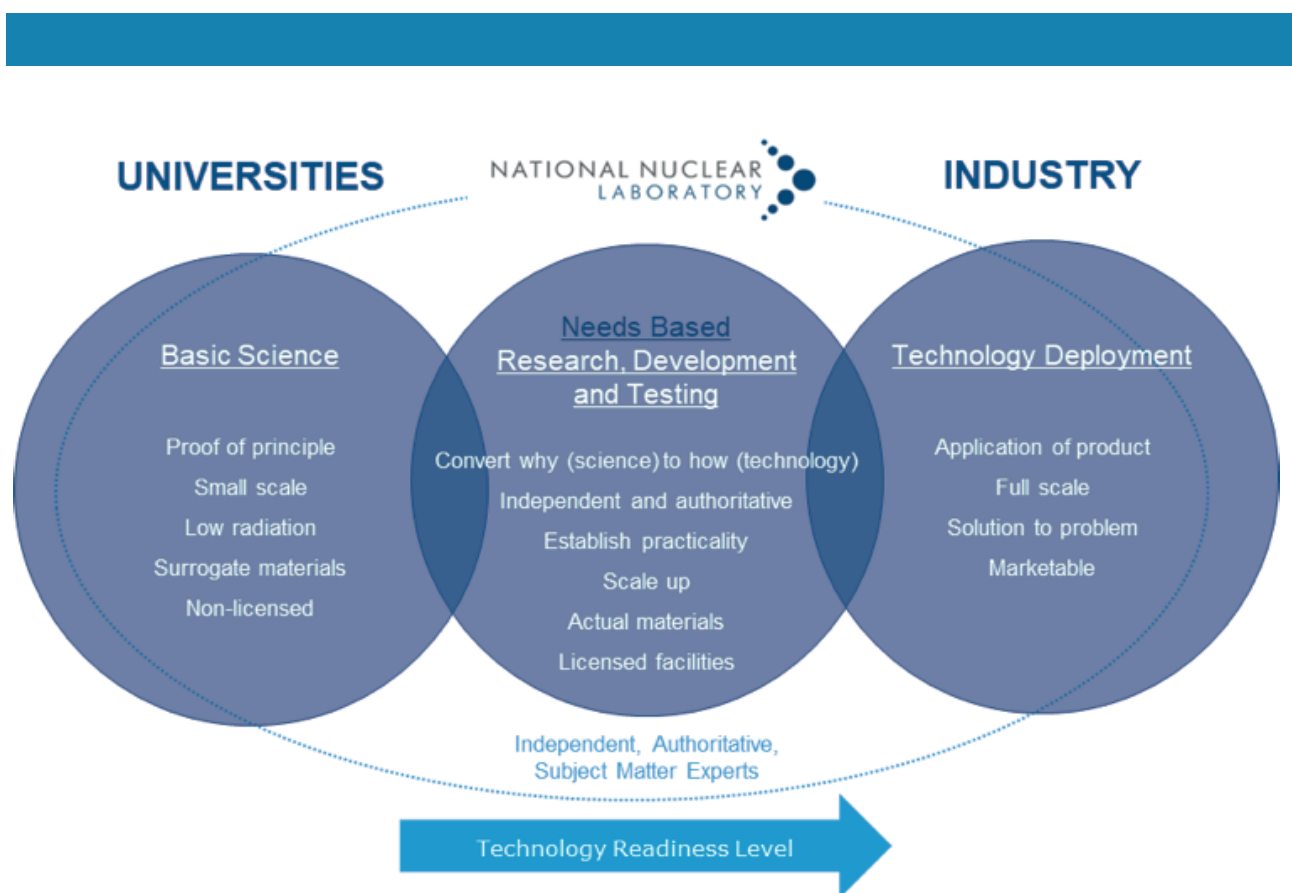 UNIVERSITIES
NATIONAL NUCLEAR
LABORATORY
INDUSTRY
Basic Science
Proof of principle
Small scale
Low radiation
Surrogate materials
Non-licensed
Needs Based
Research, Development
and Testing
Convert why (science) to how (technology)
Independent and authoritative
Establish practicality
Scale up
Actual materials
Licensed facilities
Technology Deployment
Application of product
Full scale
Solution to problem
Marketable
Independent, Authoritative,
Subject Matter Experts
Technology Readiness Level